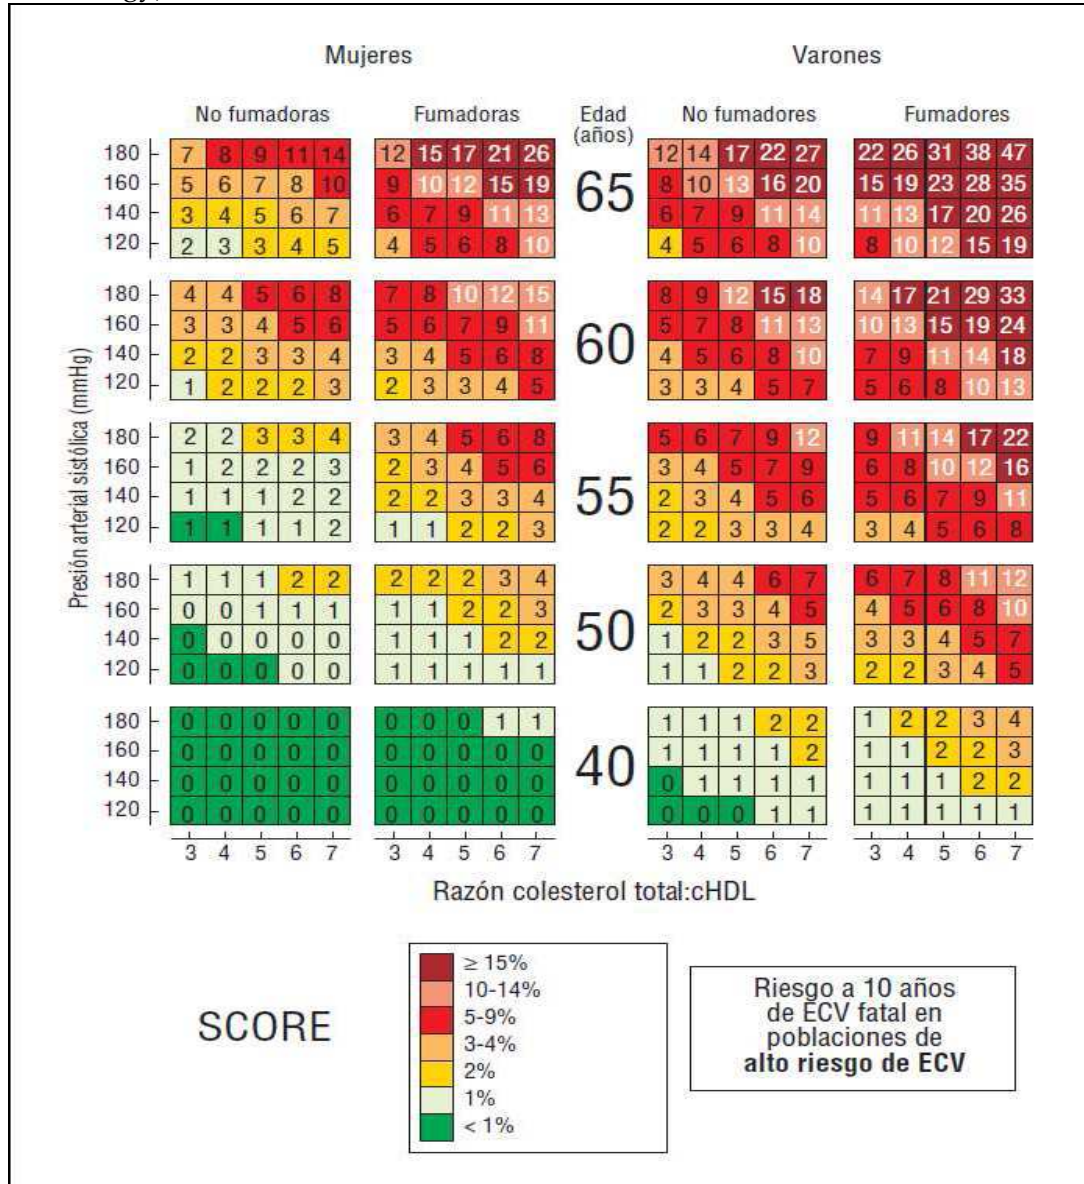 Mujeres Varones
No fumadoras Fumadoras Edad (años) No fumadores Fumadores
Presión arterial sistólica (mmHg)
180 7 8 9 11 14 12 15 17 21 26 65 12 14 17 22 27 22 26 31 38 47
160 5 6 7 8 10 9 10 12 15 19 8 10 13 16 20 15 19 23 28 35
140 3 4 5 6 7 6 7 9 11 13 6 7 9 11 14 11 13 17 20 26
120 2 3 3 4 5 4 5 6 8 10 4 5 6 8 10 8 10 12 15 19
180 4 4 5 6 8 7 8 10 12 15 60 8 9 12 15 18 14 17 21 29 33
160 3 3 4 5 6 5 6 7 9 11 5 7 8 11 13 10 13 15 19 24
140 2 2 3 3 4 3 4 5 6 8 4 5 6 8 10 7 9 11 14 18
120 1 2 2 2 3 2 3 3 4 5 3 3 4 5 7 5 6 8 10 13
180 2 2 3 3 4 3 4 5 6 8 55 5 6 7 9 12 9 11 14 17 22
160 1 2 2 2 3 2 3 4 5 6 3 4 5 7 9 6 8 10 12 16
140 1 1 1 2 2 2 2 3 3 4 2 3 4 5 6 5 6 7 9 11
120 1 1 1 1 2 1 1 2 2 3 2 2 3 3 4 3 4 5 6 8
180 1 1 1 2 2 2 2 2 3 4 50 3 4 4 6 7 6 7 8 11 12
160 0 0 1 1 1 1 1 2 2 3 2 3 3 4 5 4 5 6 8 10
140 0 0 0 0 0 1 1 1 2 2 1 2 2 3 5 3 3 4 5 7
120 0 0 0 0 0 1 1 1 1 1 1 1 2 2 3 2 2 3 4 5
180 0 0 0 0 0 0 0 0 1 1 40 1 1 1 2 2 1 2 2 3 4
160 0 0 0 0 0 0 0 0 0 0 1 1 1 1 2 1 1 2 2 3
140 0 0 0 0 0 0 0 0 0 0 0 1 1 1 1 1 1 1 2 2
120 0 0 0 0 0 0 0 0 0 0 0 0 0 1 1 1 1 1 1 1
3 4 5 6 7 3 4 5 6 7 3 4 5 6 7 3 4 5 6 7
Razón colesterol total:cHDL
SCORE
≥ 15%
10-14%
5-9%
3-4%
2%
1%
< 1%
Riesgo a 10 años
de ECV fatal en
poblaciones de
alto riesgo de ECV